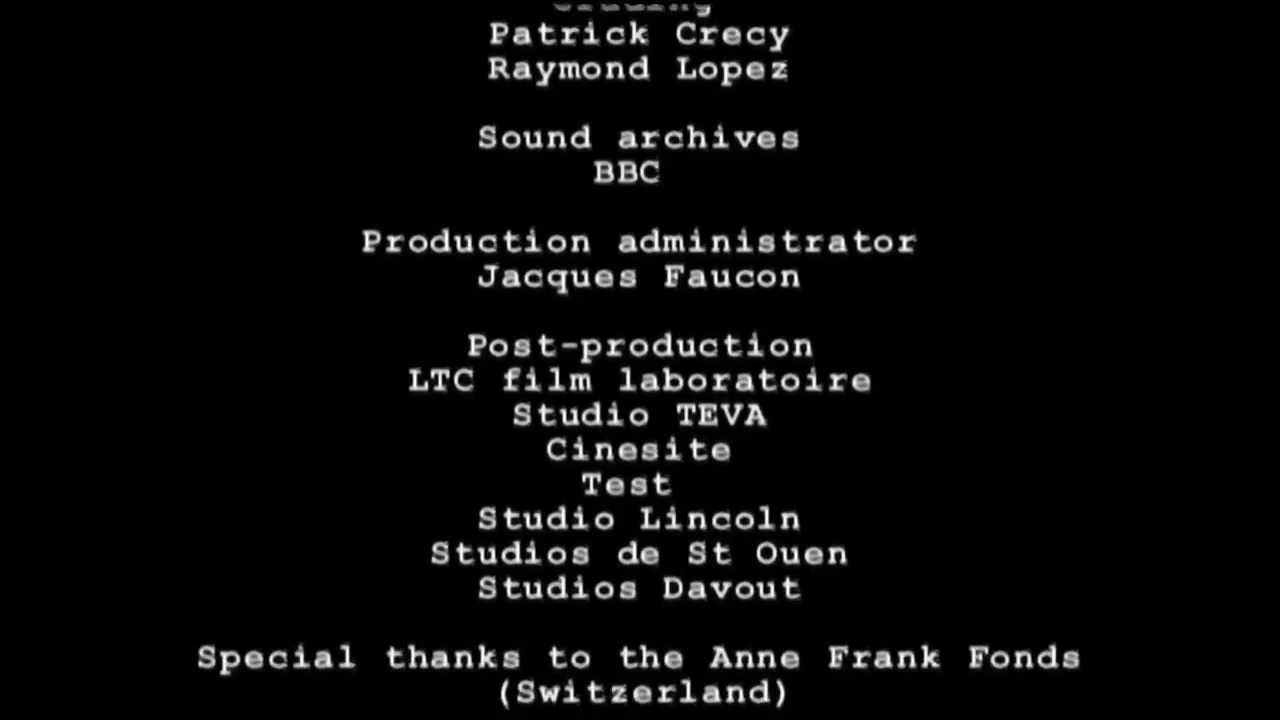 Patrick Crecy
Raymond Lopez
Sound archives
BBC
Production administrator
Jacques Faucon
Post-production
LTC film laboratoire
Studio TEVA
Cinesite
Test
Studio Lincoln
Studios de St Ouen
Studios Davout
Special thanks to the Anne Frank Fonds
(Switzerland)